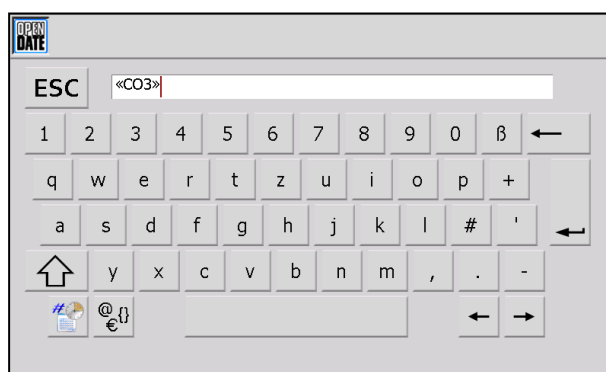 OPEN
DATE
ESC «CO3»
1 2 3 4 5 6 7 8 9 0 ß ←
q w e r t z u i o p +
a s d f g h j k l # '
y x c v b n m , . -
# @€{} ← →